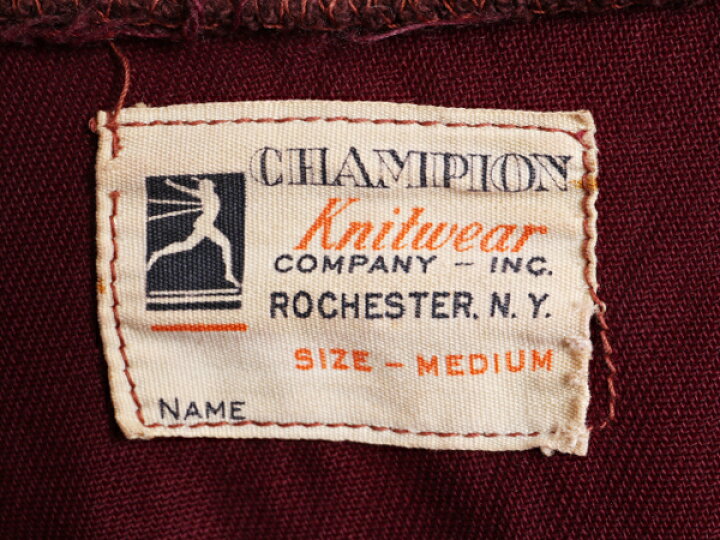 CHAMPION
Knitwear
COMPANY – INC.
ROCHESTER, N. Y.
SIZE – MEDIUM
NAME